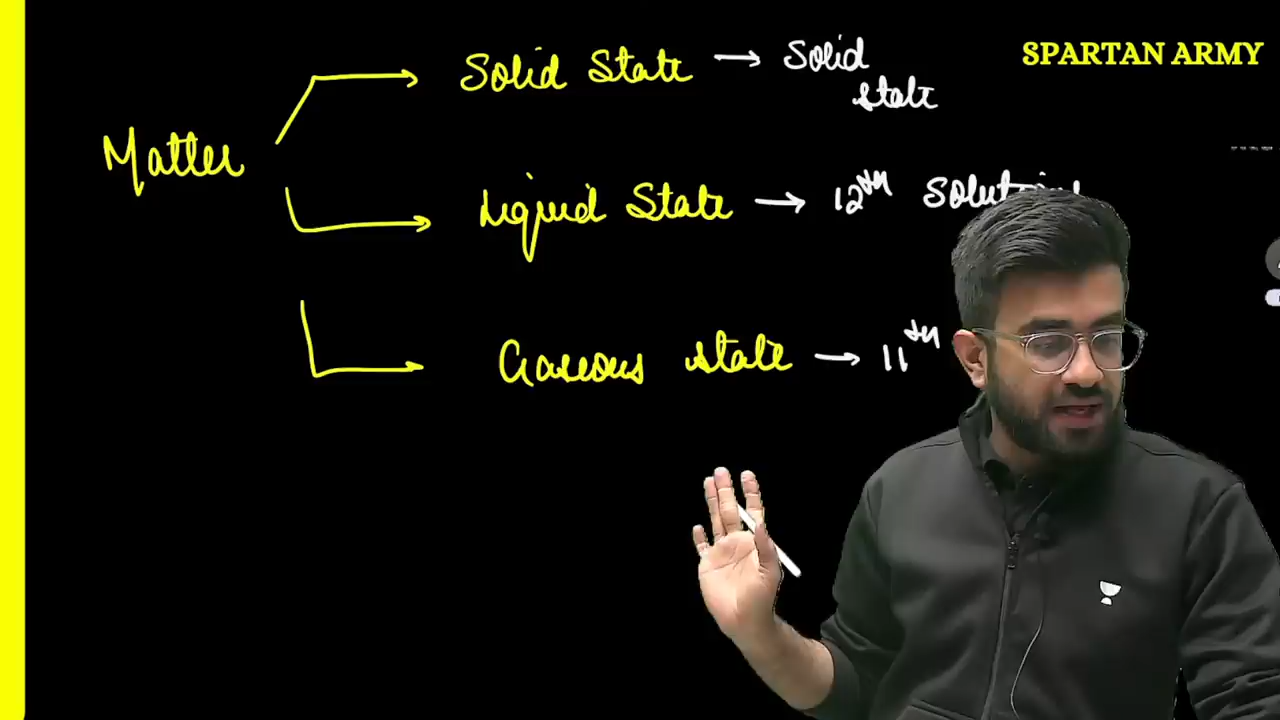 SPARTAN ARMY
Solid State → Solid
State
Matter
Liquid State → 12th
Gaseous State → 11th